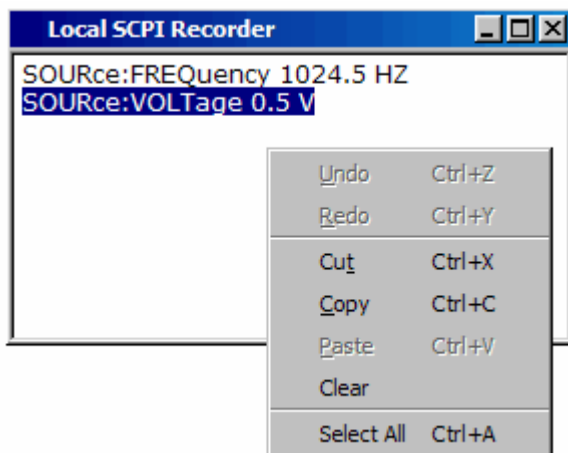 Local SCPI Recorder
SOURce:FREQuency 1024.5 HZ
SOURce:VOLTage 0.5 V
Undo Ctrl+Z
Redo Ctrl+Y
Cut Ctrl+X
Copy Ctrl+C
Paste Ctrl+V
Clear
Select All Ctrl+A